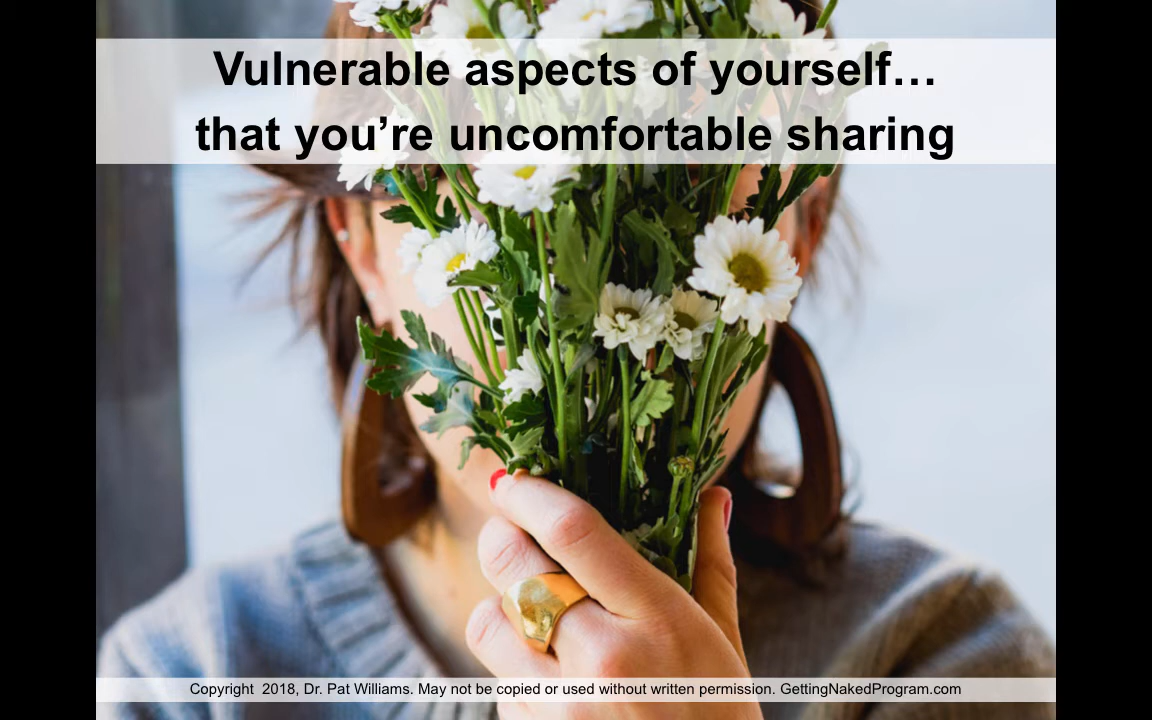 Vulnerable aspects of yourself…
that you’re uncomfortable sharing
Copyright  2018, Dr. Pat Williams. May not be copied or used without written permission. GettingNakedProgram.com